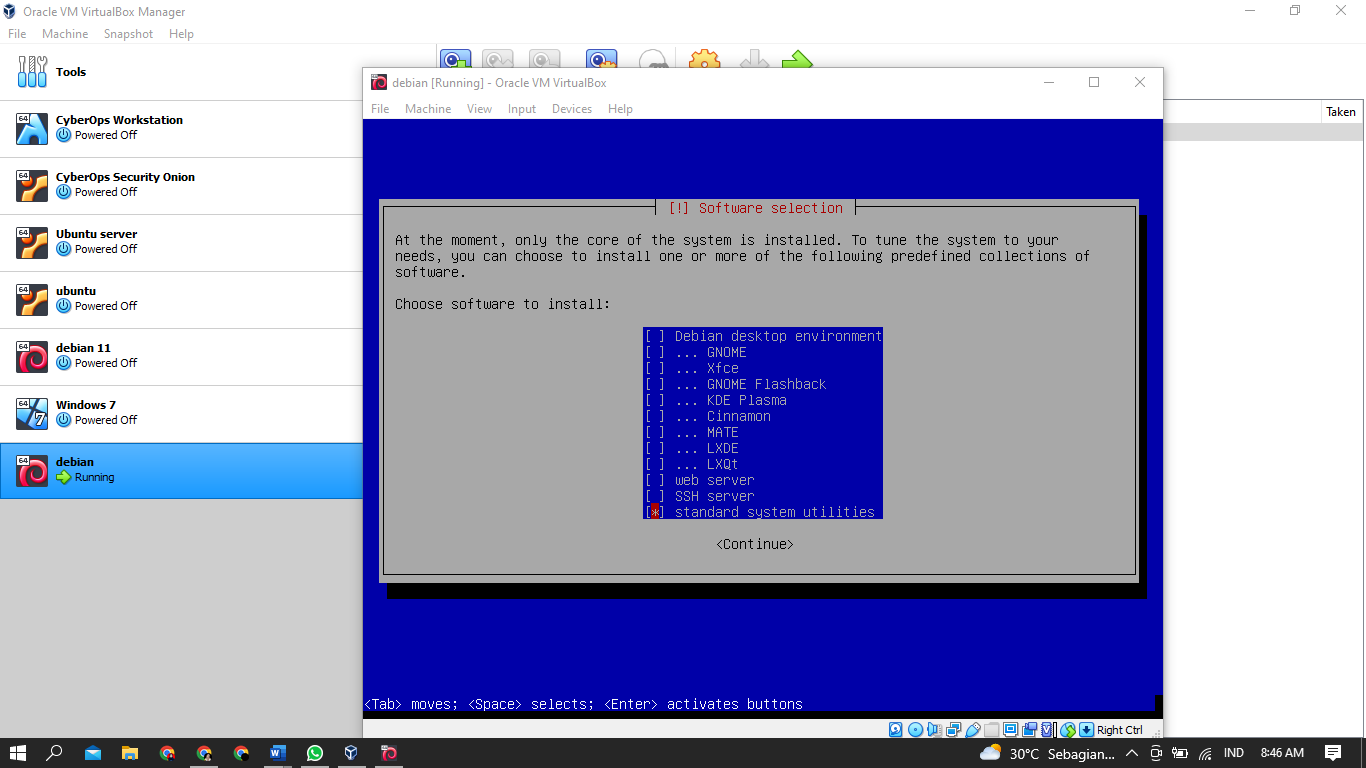 Oracle VM VirtualBox Manager
File Machine Snapshot Help
Tools
Taken
64
CyberOps Workstation
Powered Off
64
CyberOps Security Onion
Powered Off
64
Ubuntu server
Powered Off
64
ubuntu
Powered Off
64
debian 11
Powered Off
64
7
Windows 7
Powered Off
64
debian
Running
debian [Running] - Oracle VM VirtualBox
File Machine View Input Devices Help
[!] Software selection
At the moment, only the core of the system is installed. To tune the system to your
needs, you can choose to install one or more of the following predefined collections of
software.
Choose software to install:
[ ] Debian desktop environment
[ ] ... GNOME
[ ] ... Xfce
[ ] ... GNOME Flashback
[ ] ... KDE Plasma
[ ] ... Cinnamon
[ ] ... MATE
[ ] ... LXDE
[ ] ... LXQt
[ ] web server
[ ] SSH server
[*] standard system utilities
<Continue>
<Tab> moves; <Space> selects; <Enter> activates buttons
Right Ctrl
30°C Sebagian... IND 8:46 AM